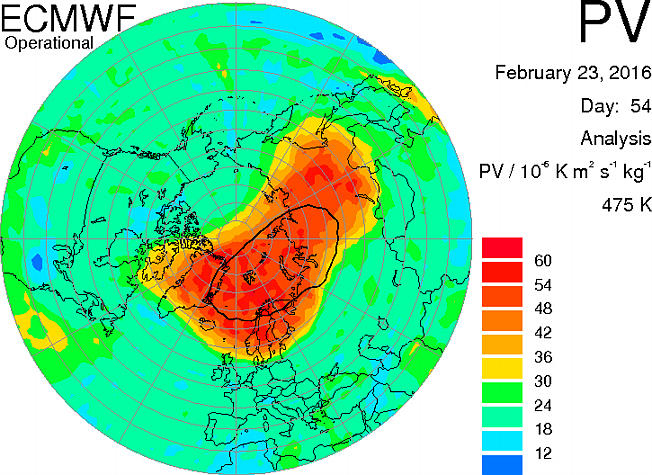 ECMWF
Operational
PV
February 23, 2016
Day: 54
Analysis
PV / 10⁻⁶ K m² s⁻¹ kg⁻¹
475 K
60
54
48
42
36
30
24
18
12